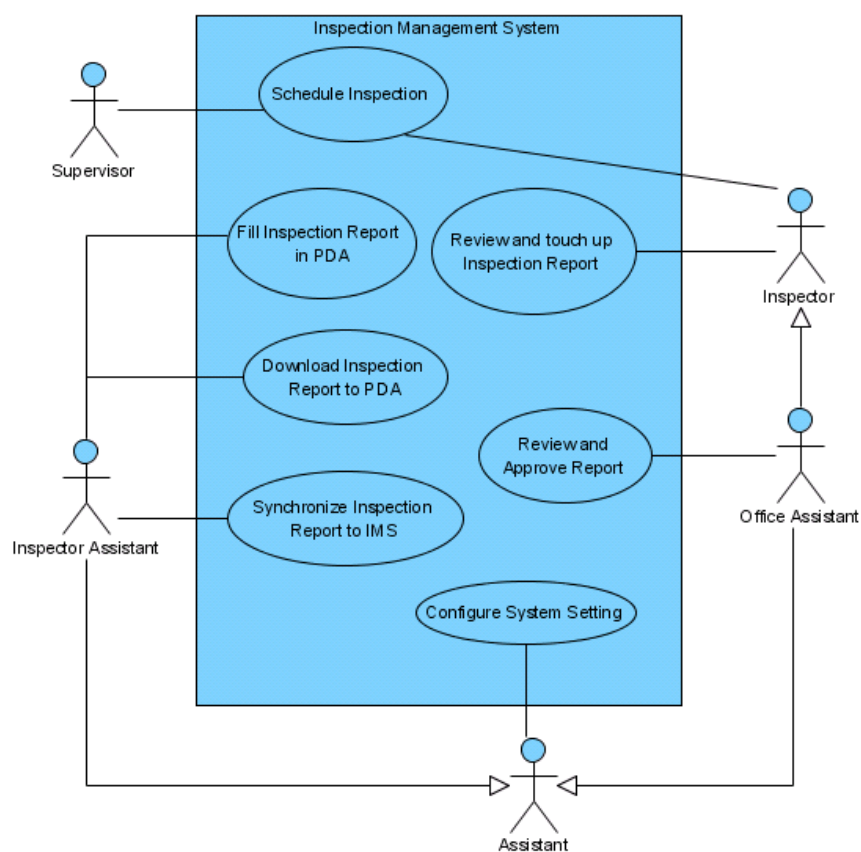 Inspection Management System
Schedule Inspection
Supervisor
Fill Inspection Report
in PDA
Review and touch up
Inspection Report
Inspector
Download Inspection
Report to PDA
Review and
Approve Report
Office Assistant
Synchronize Inspection
Report to IMS
Inspector Assistant
Configure System Setting
Assistant